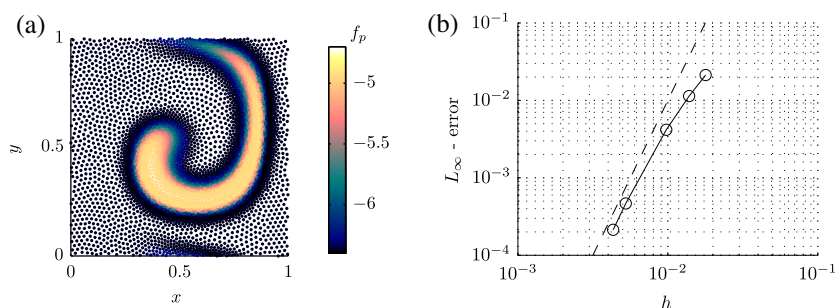 (a)
f_p
1
0.5
0
y
0
0.5
1
x
−5
−5.5
−6
(b)
10^{−1}
10^{−2}
10^{−3}
10^{−4}
L_∞ - error
10^{−3}
10^{−2}
10^{−1}
h